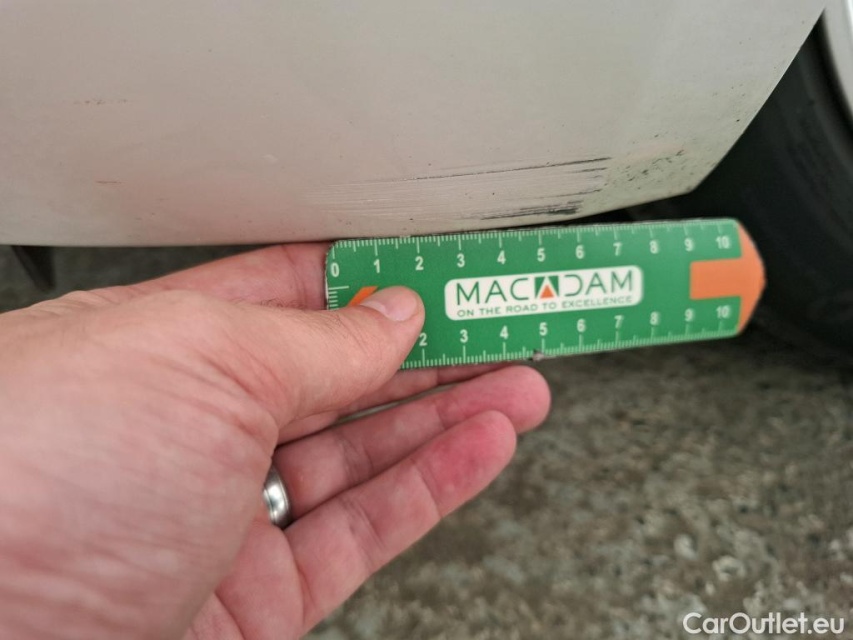 0 1 2 3 4 5 6 7 8 9 10
MACADAM
ON THE ROAD TO EXCELLENCE
2 3 4 5 6 7 8 9 10
CarOutlet.eu